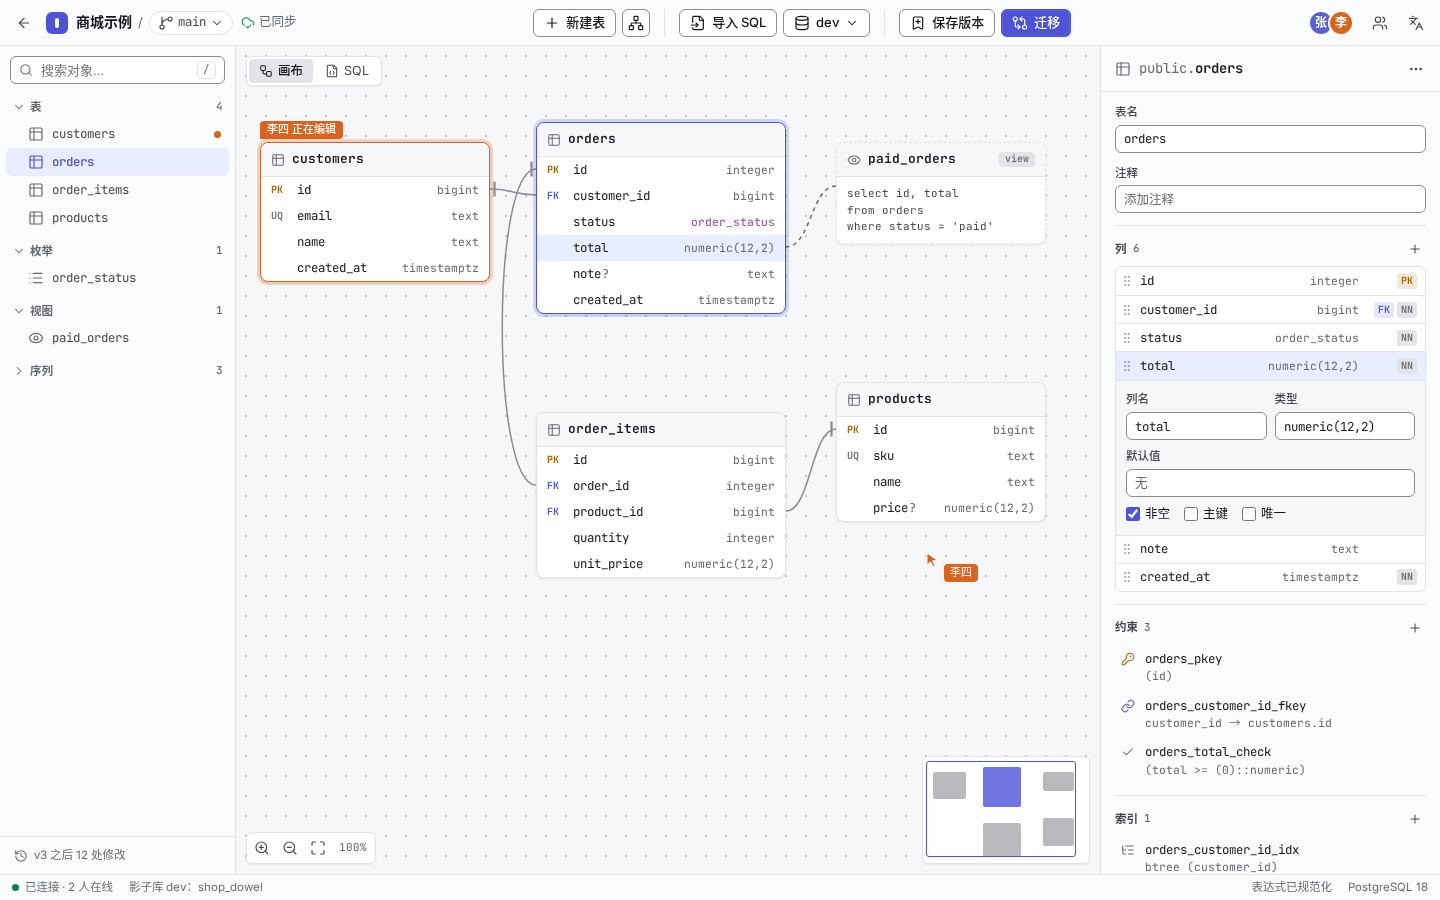 商城示例 / main 已同步
新建表 导入 SQL dev 保存版本 迁移
张 李
搜索对象... /
表 4
customers
orders
order_items
products
枚举 1
order_status
视图 1
paid_orders
序列 3
v3 之后 12 处修改
画布 SQL
李四 正在编辑
customers
PK id bigint
UQ email text
name text
created_at timestamptz
orders
PK id integer
FK customer_id bigint
status order_status
total numeric(12,2)
note? text
created_at timestamptz
paid_orders view
select id, total
from orders
where status = 'paid'
order_items
PK id bigint
FK order_id integer
FK product_id bigint
quantity integer
unit_price numeric(12,2)
products
PK id bigint
UQ sku text
name text
price? numeric(12,2)
李四
100%
public.orders
表名
orders
注释
添加注释
列 6
id integer PK
customer_id bigint FK NN
status order_status NN
total numeric(12,2) NN
列名 类型
total numeric(12,2)
默认值
无
非空 主键 唯一
note text
created_at timestamptz NN
约束 3
orders_pkey
(id)
orders_customer_id_fkey
customer_id → customers.id
orders_total_check
(total >= (0)::numeric)
索引 1
orders_customer_id_idx
btree (customer_id)
已连接 · 2 人在线 影子库 dev：shop_dowel
表达式已规范化 PostgreSQL 18